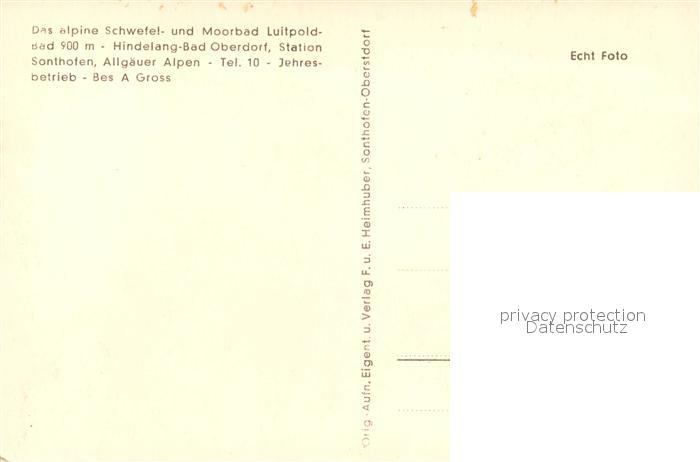 Das alpine Schwefel- und Moorbad Luitpold-
Bad 900 m - Hindelang-Bad Oberdorf, Station
Sonthofen, Allgäuer Alpen - Tel. 10 - Jahres-
betrieb - Bes A Gross
Orig.-Aufn. Eigent. u. Verlag F. u. E. Heimhuber, Sonthofen-Oberstdorf
Echt Foto
privacy protection
Datenschutz